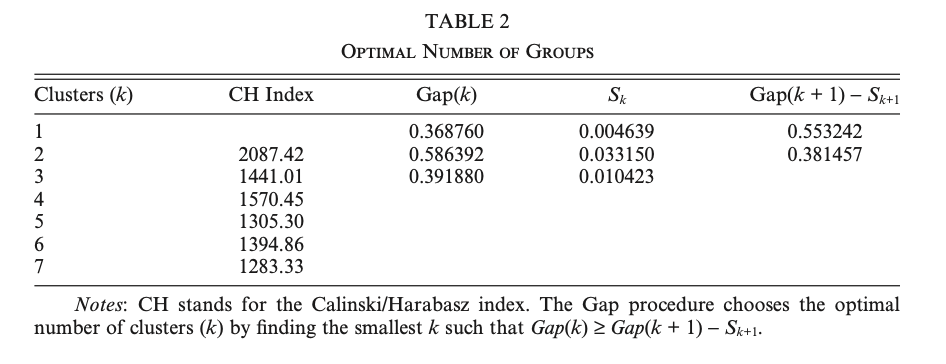 TABLE 2
OPTIMAL NUMBER OF GROUPS
Clusters (k) CH Index Gap(k) Sk Gap(k + 1) – Sk+1
1 0.368760 0.004639 0.553242
2 2087.42 0.586392 0.033150 0.381457
3 1441.01 0.391880 0.010423
4 1570.45
5 1305.30
6 1394.86
7 1283.33
Notes: CH stands for the Calinski/Harabasz index. The Gap procedure chooses the optimal
number of clusters (k) by finding the smallest k such that Gap(k) ≥ Gap(k + 1) – Sk+1.